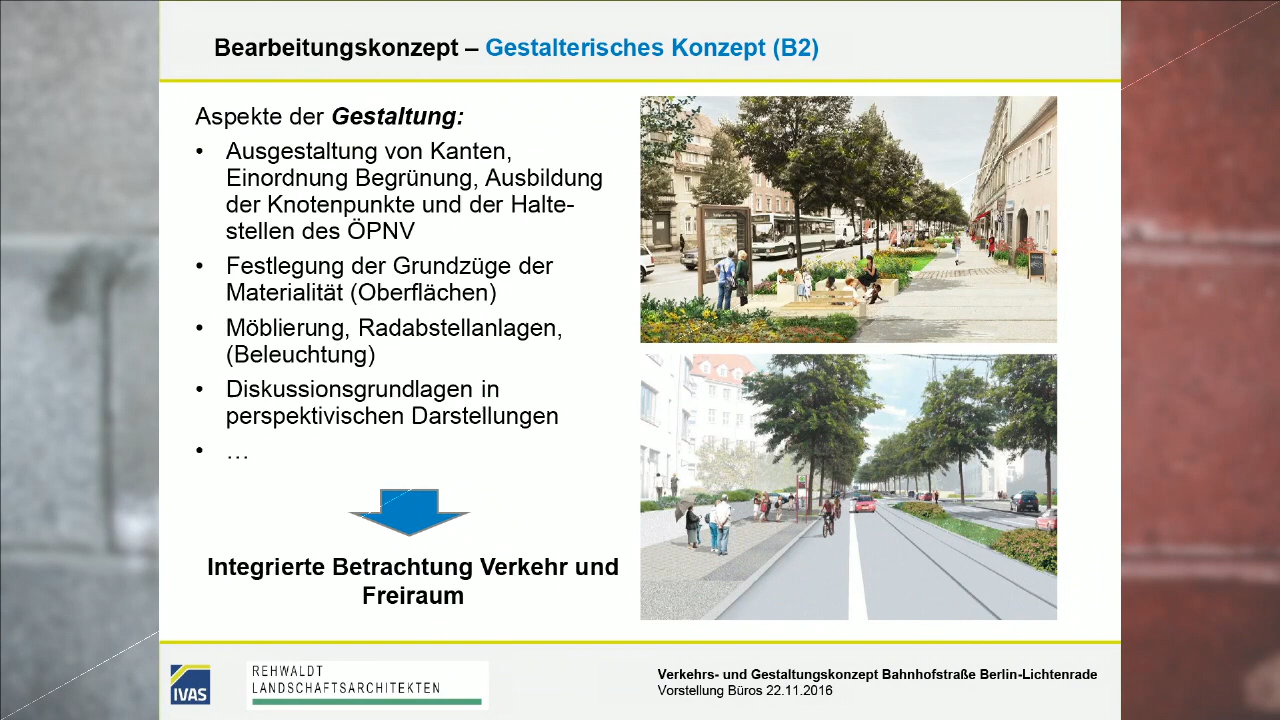 Bearbeitungskonzept – Gestalterisches Konzept (B2)
Aspekte der Gestaltung:
• Ausgestaltung von Kanten,
Einordnung Begrünung, Ausbildung
der Knotenpunkte und der Halte-
stellen des ÖPNV
• Festlegung der Grundzüge der
Materialität (Oberflächen)
• Möblierung, Radabstellanlagen,
(Beleuchtung)
• Diskussionsgrundlagen in
perspektivischen Darstellungen
• …
Integrierte Betrachtung Verkehr und
Freiraum
IVAS
REHWALDT
LANDSCHAFTSARCHITEKTEN
Verkehrs- und Gestaltungskonzept Bahnhofstraße Berlin-Lichtenrade
Vorstellung Büros 22.11.2016